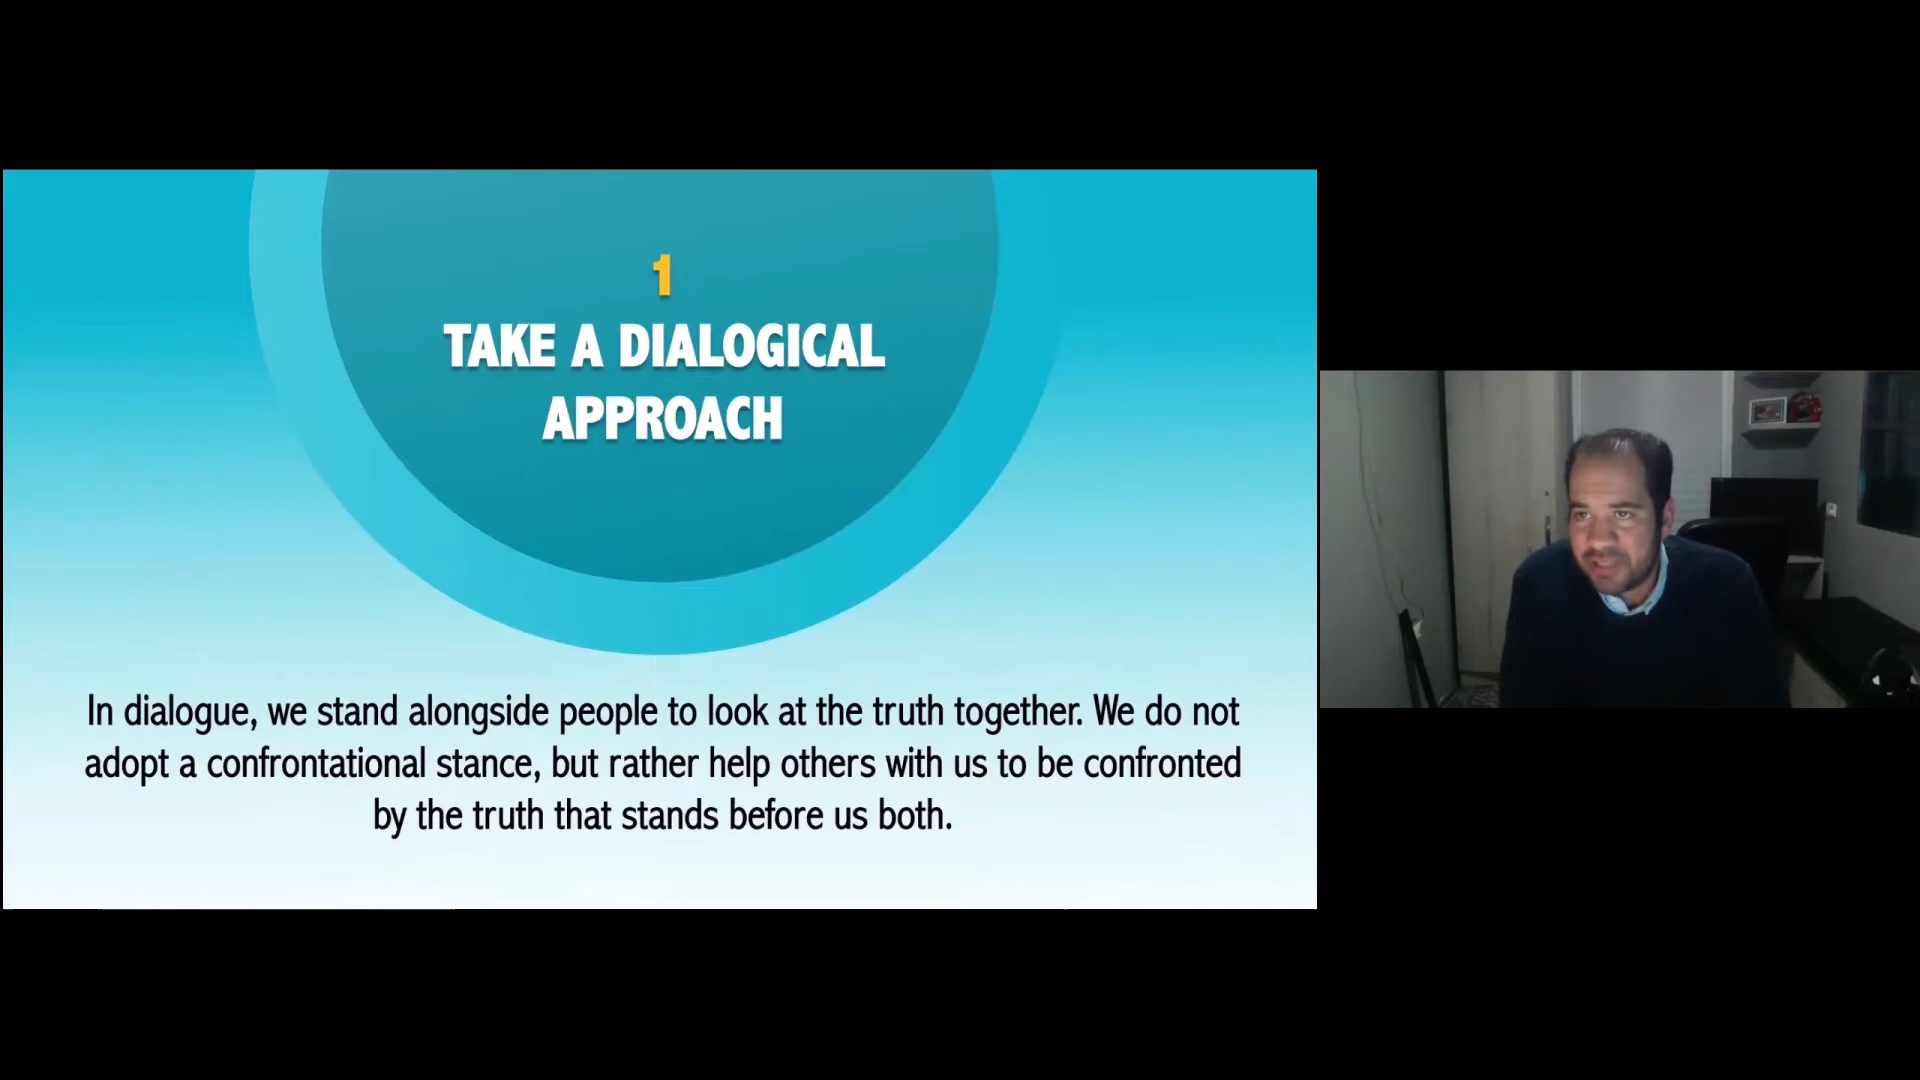 1
TAKE A DIALOGICAL
APPROACH
In dialogue, we stand alongside people to look at the truth together. We do not
adopt a confrontational stance, but rather help others with us to be confronted
by the truth that stands before us both.